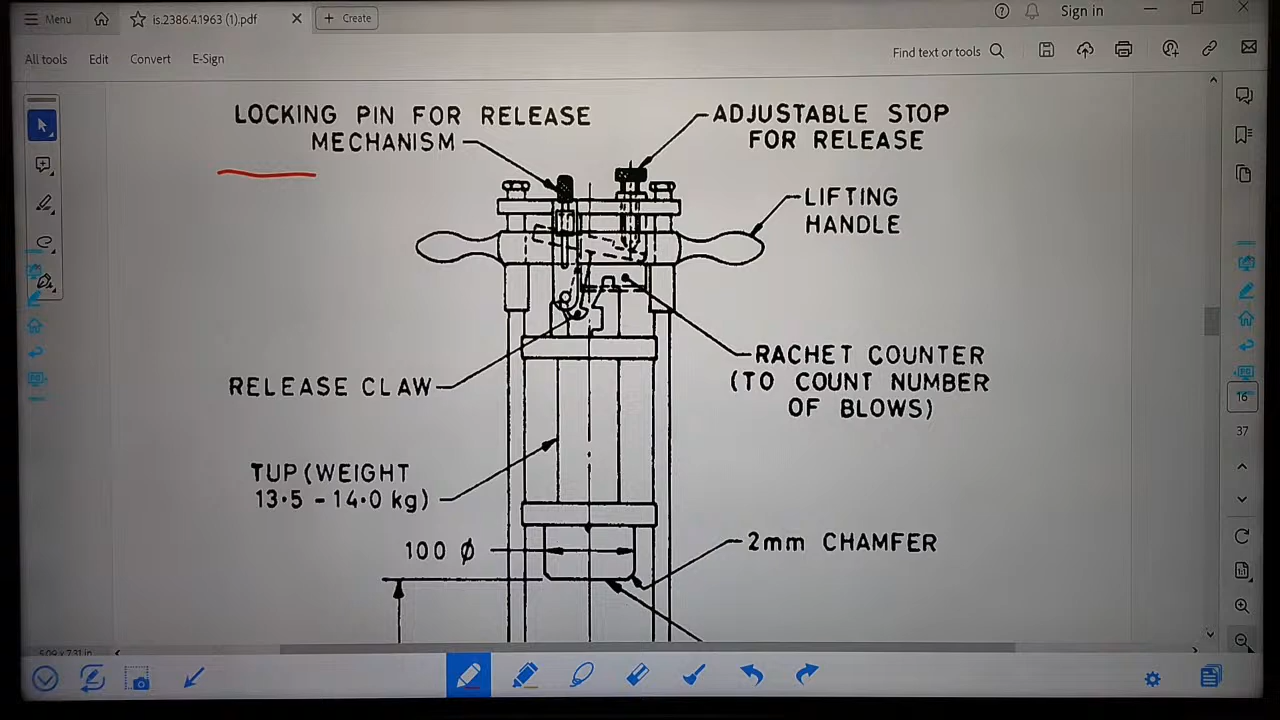 Menu
is.2386.4.1963 (1).pdf
Create
Sign in
All tools
Edit
Convert
E-Sign
Find text or tools
LOCKING PIN FOR RELEASE
MECHANISM
ADJUSTABLE STOP
FOR RELEASE
LIFTING
HANDLE
RACHET COUNTER
(TO COUNT NUMBER
OF BLOWS)
RELEASE CLAW
TUP (WEIGHT
13·5 - 14·0 kg)
100 Ø
2mm CHAMFER
16
37